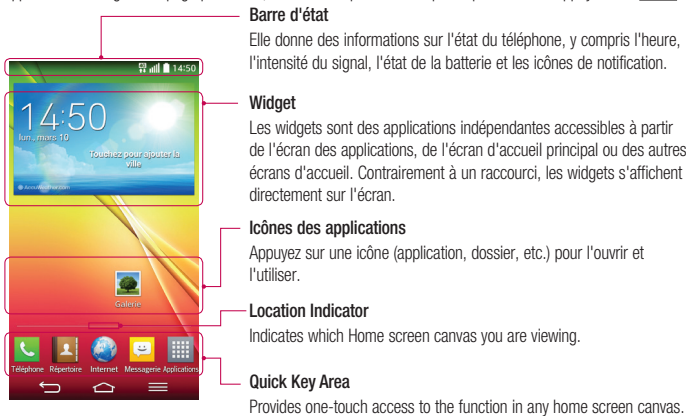 Barre d'état
Elle donne des informations sur l'état du téléphone, y compris l'heure,
l'intensité du signal, l'état de la batterie et les icônes de notification.
14:50
Widget
Les widgets sont des applications indépendantes accessibles à partir
de l'écran des applications, de l'écran d'accueil principal ou des autres
écrans d'accueil. Contrairement à un raccourci, les widgets s'affichent
directement sur l'écran.
14:50
lun., mars 10
Touchez pour ajouter la
ville
AccuWeather.com
Icônes des applications
Appuyez sur une icône (application, dossier, etc.) pour l'ouvrir et
l'utiliser.
Galerie
Location Indicator
Indicates which Home screen canvas you are viewing.
Téléphone Répertoire Internet Messagerie Applications
Quick Key Area
Provides one-touch access to the function in any home screen canvas.